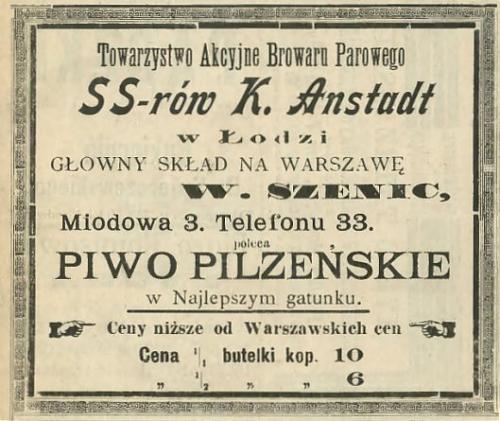 Towarzystwo Akcyjne Browaru Parowego
SS-rów K. Anstadt
w Łodzi
GŁOWNY SKŁAD NA WARSZAWĘ
W. SZENIC,
Miodowa 3. Telefonu 33.
poleca
PIWO PILZEŃSKIE
w Najlepszym gatunku.
Ceny niższe od Warszawskich cen
Cena 1/1 butelki kop. 10
„ 1/2 „ „ 6